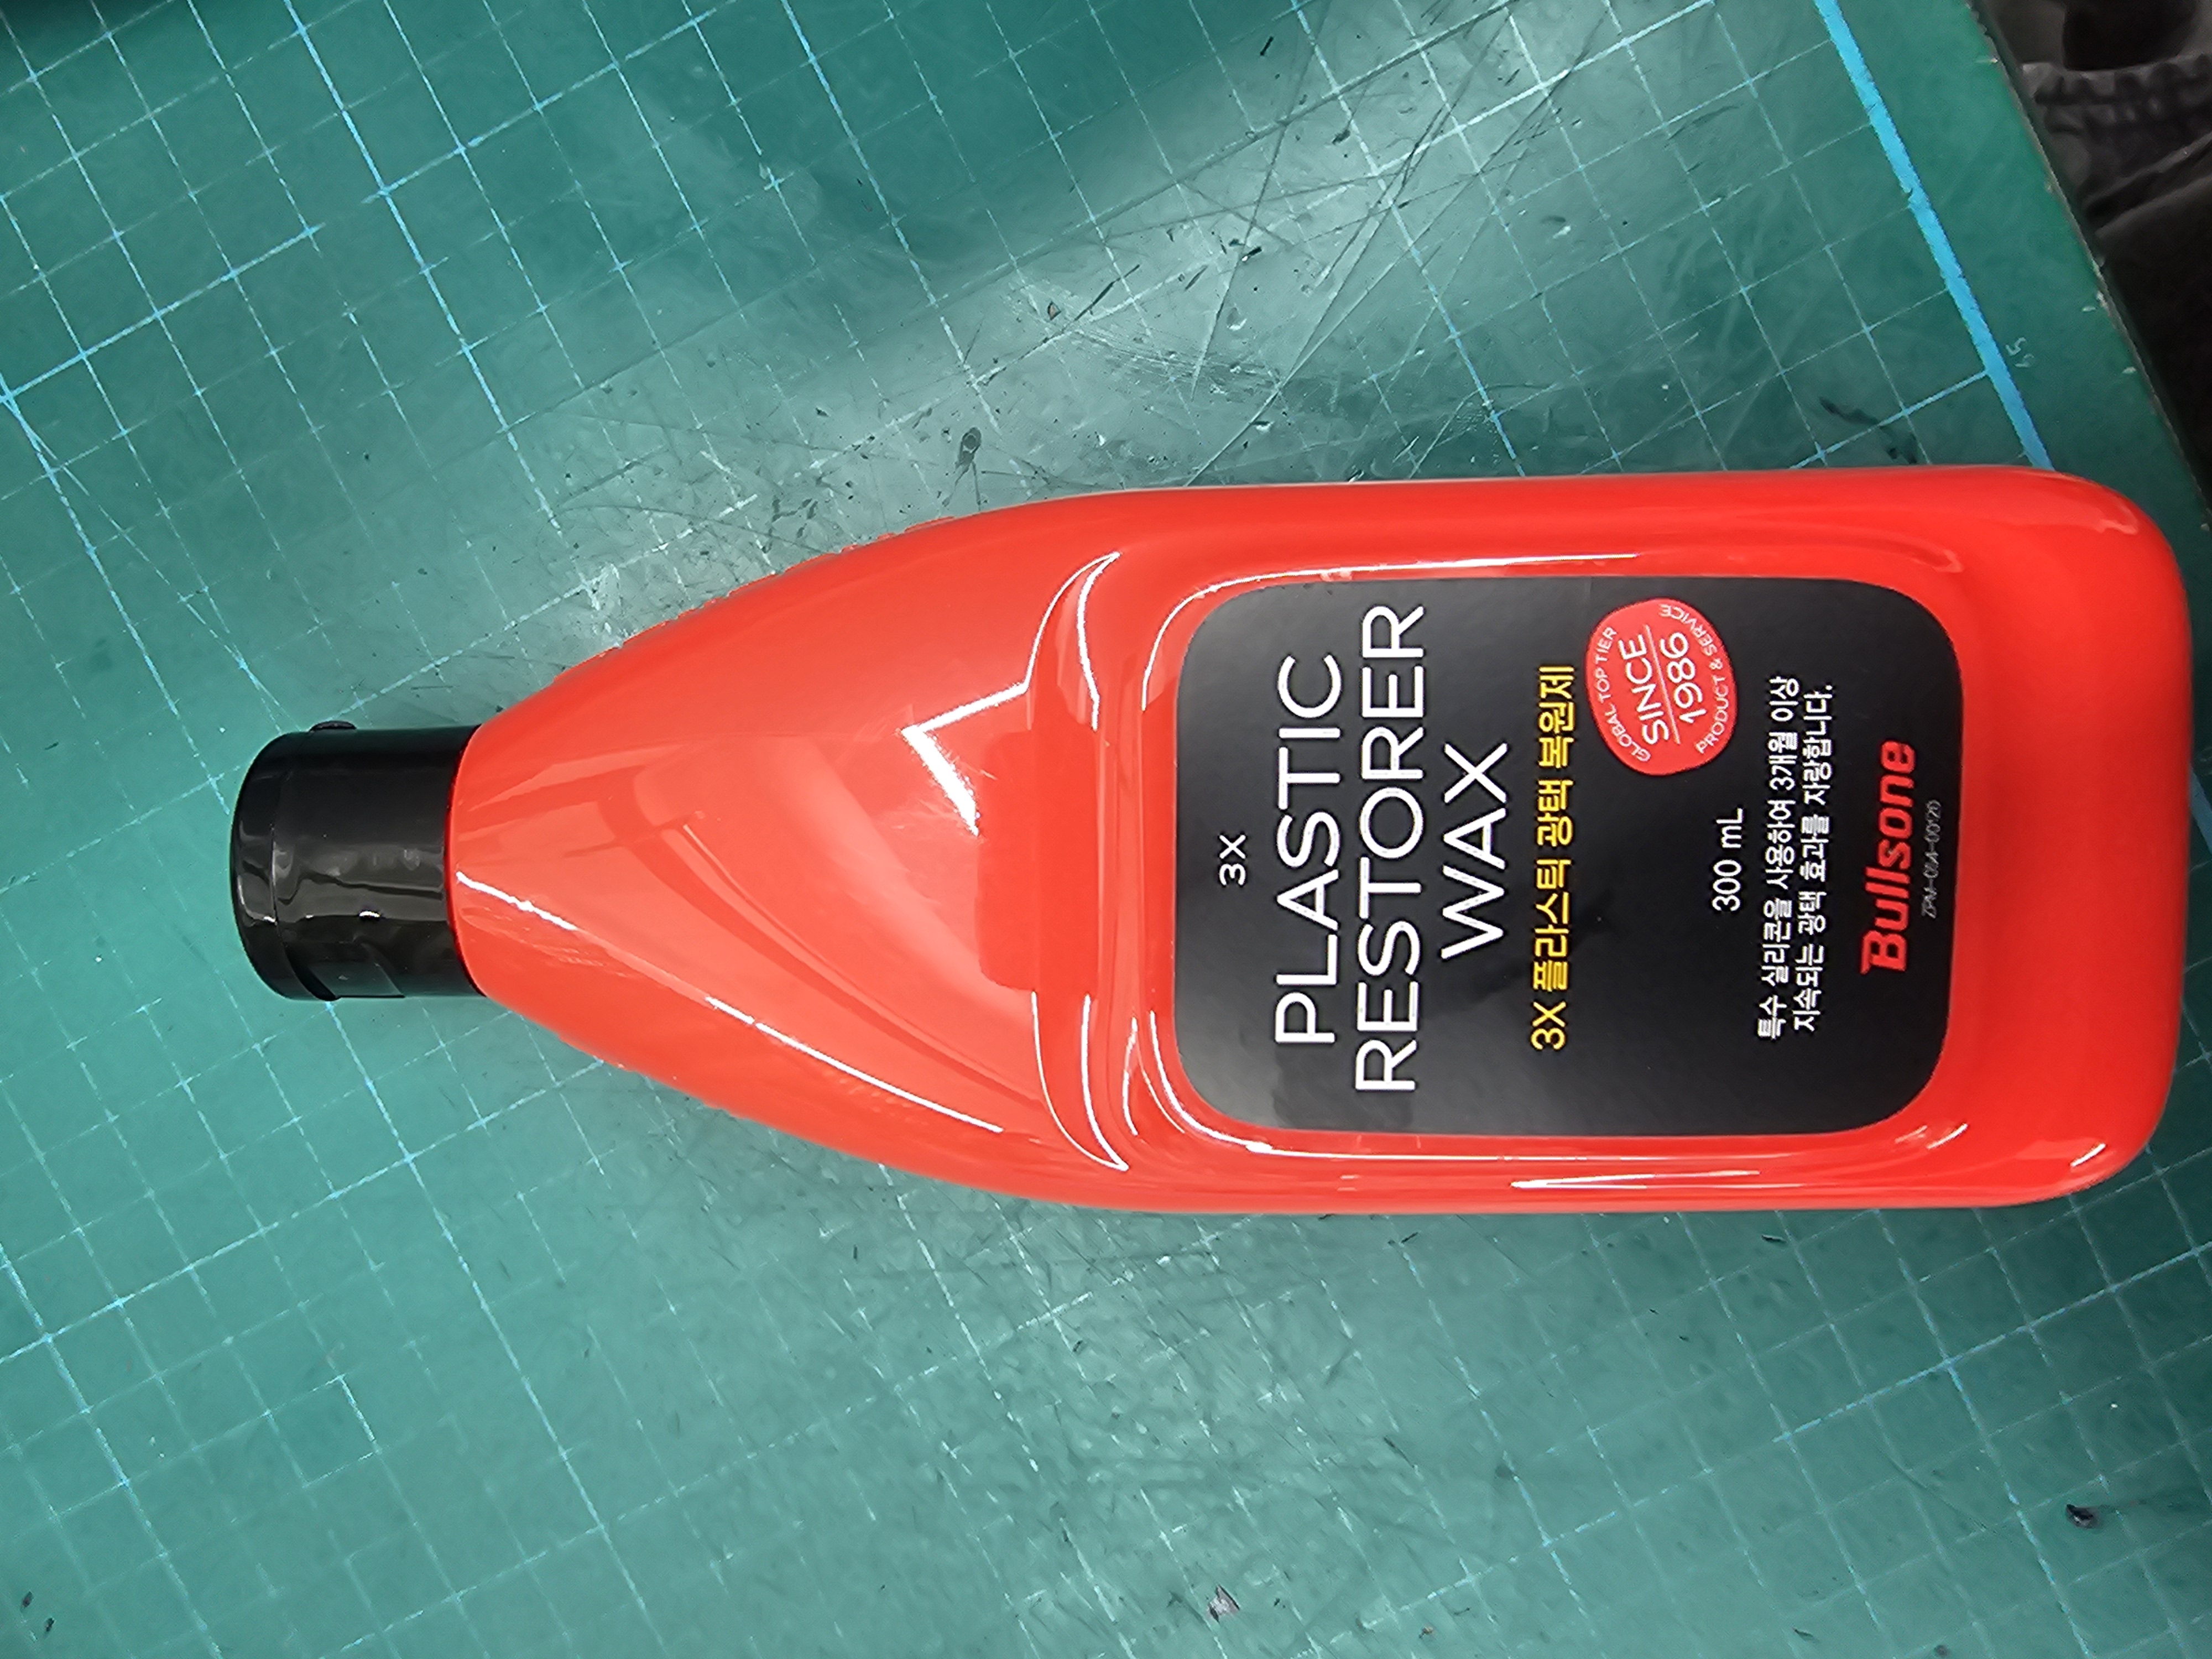 3X
PLASTIC
RESTORER
WAX
3X 플라스틱 광택 복원제
GLOBAL TOP TIER
SINCE
1986
PRODUCT & SERVICE
300 mL
특수 실리콘을 사용하여 3개월 이상
지속되는 광택 효과를 자랑합니다.
Bullsone